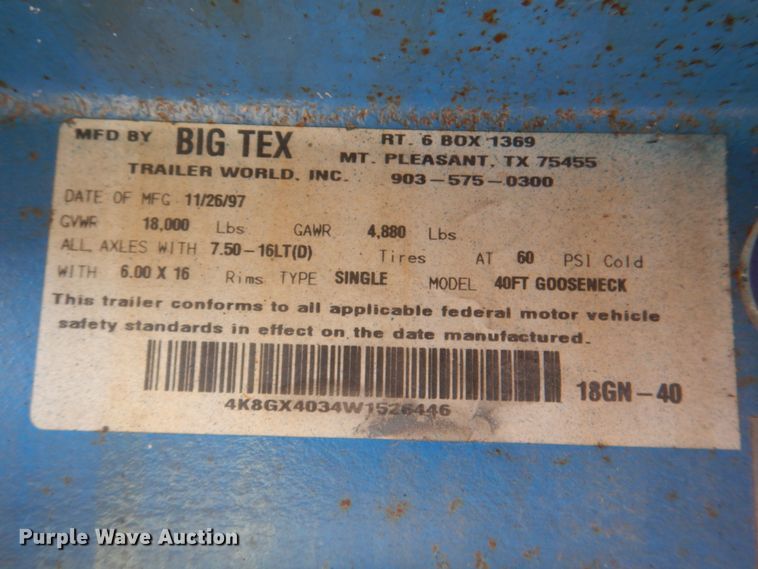 MFD BY BIG TEX RT. 6 BOX 1369
TRAILER WORLD, INC. MT. PLEASANT, TX 75455
903-575-0300
DATE OF MFG 11/26/97
GVWR 18,000 Lbs GAWR 4,880 Lbs
ALL AXLES WITH 7.50-16LT(D) Tires AT 60 PSI Cold
WITH 6.00 X 16 Rims TYPE SINGLE MODEL 40FT GOOSENECK
This trailer conforms to all applicable federal motor vehicle
safety standards in effect on the date manufactured.
18GN-40
4K8GX4034W1526446
Purple Wave Auction